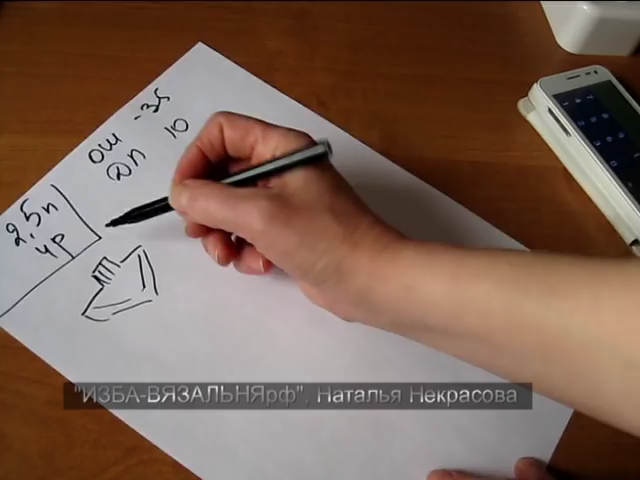 ОШ - 35
ДП 10
2,5п
4р
"ИЗБА-ВЯЗАЛЬНЯрф", Наталья Некрасова